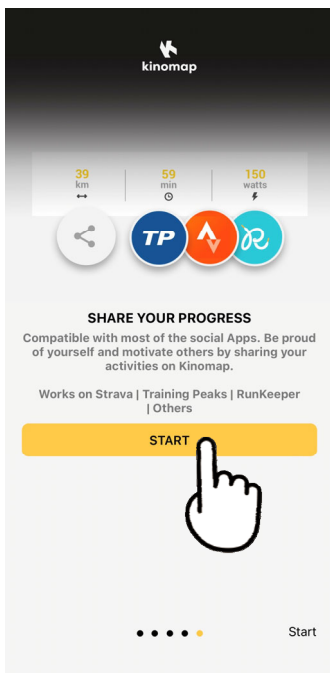 kinomap
39 59 150
km min watts
TP
SHARE YOUR PROGRESS
Compatible with most of the social Apps. Be proud
of yourself and motivate others by sharing your
activities on Kinomap.
Works on Strava | Training Peaks | RunKeeper
| Others
START
Start